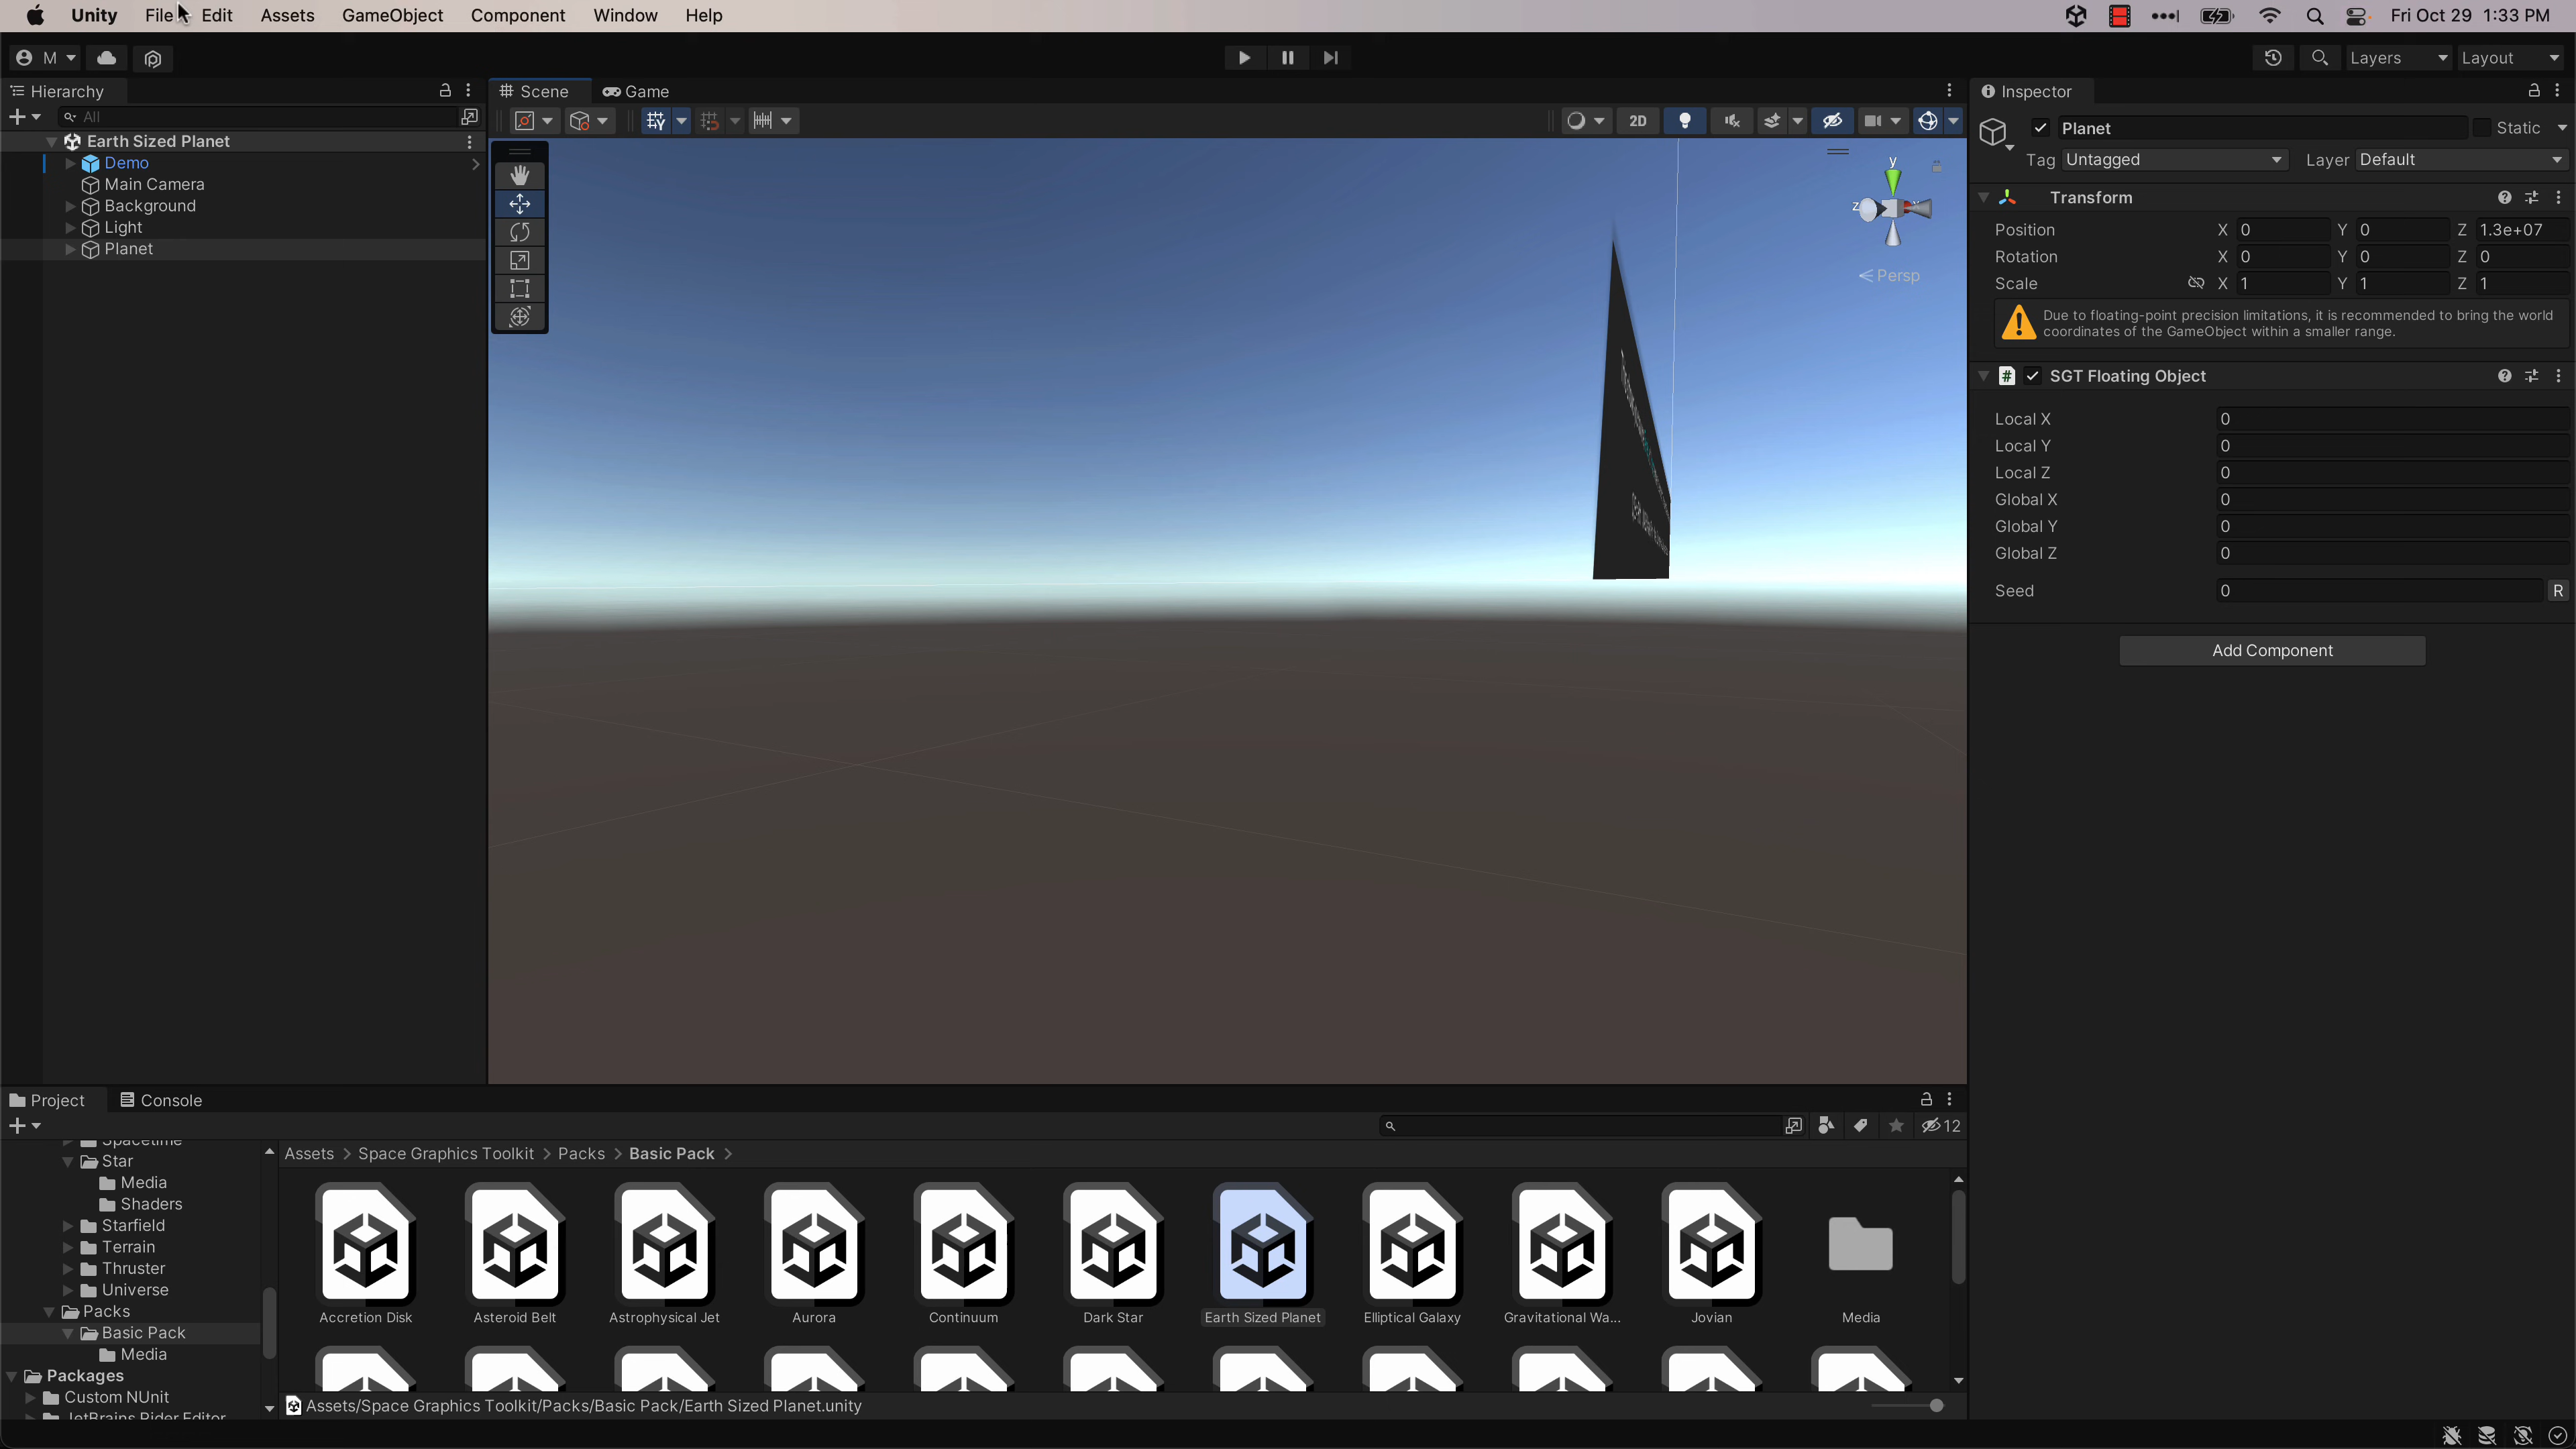 Unity File Edit Assets GameObject Component Window Help Fri Oct 29 1:33 PM
M Layers Layout
Hierarchy
All
Earth Sized Planet
Demo
Main Camera
Background
Light
Planet
Scene Game
2D
y
z
Persp
Inspector
Planet Static
Tag Untagged Layer Default
Transform
Position X 0 Y 0 Z 1.3e+07
Rotation X 0 Y 0 Z 0
Scale X 1 Y 1 Z 1
Due to floating-point precision limitations, it is recommended to bring the world
coordinates of the GameObject within a smaller range.
# SGT Floating Object
Local X 0
Local Y 0
Local Z 0
Global X 0
Global Y 0
Global Z 0
Seed 0 R
Add Component
Project Console
12
Spacetime
Star
Media
Shaders
Starfield
Terrain
Thruster
Universe
Packs
Basic Pack
Media
Packages
Custom NUnit
JetBrains Rider Editor
Assets > Space Graphics Toolkit > Packs > Basic Pack >
Accretion Disk Asteroid Belt Astrophysical Jet Aurora Continuum Dark Star Earth Sized Planet Elliptical Galaxy Gravitational Wa... Jovian Media
Assets/Space Graphics Toolkit/Packs/Basic Pack/Earth Sized Planet.unity